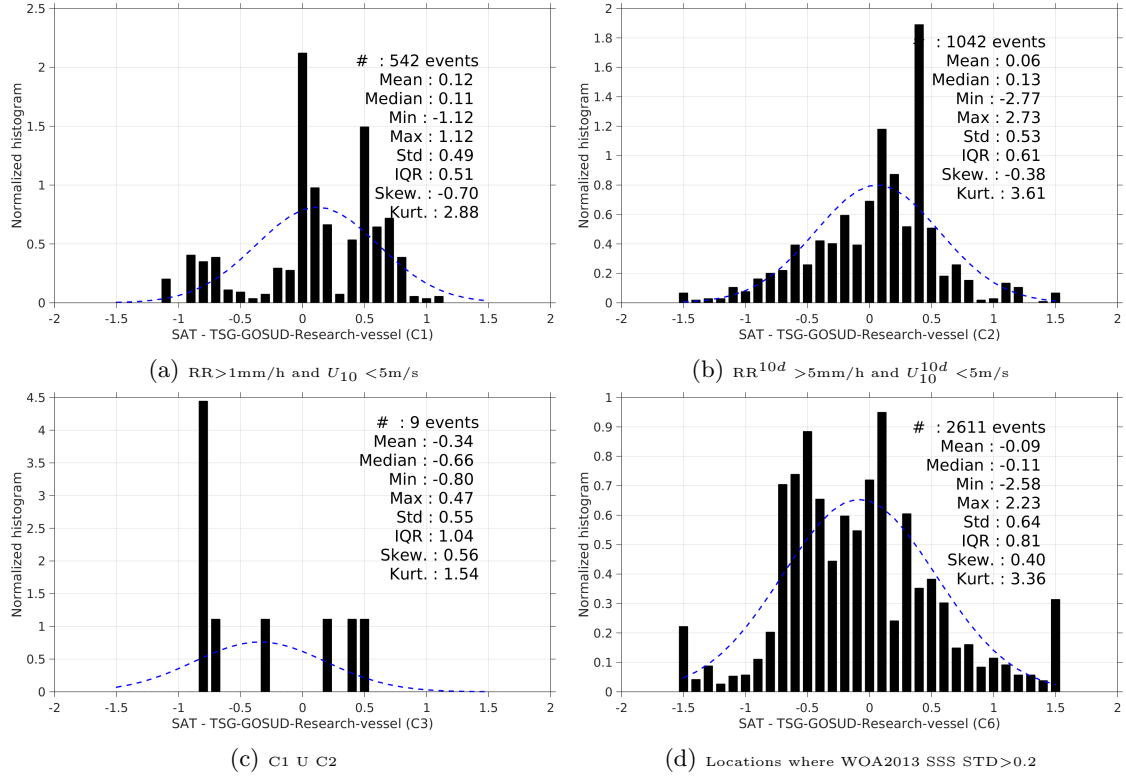 2.5
2
1.5
1
0.5
0
-2
-1.5
-1
-0.5
0
0.5
1
1.5
2
Normalized histogram
# : 542 events
Mean : 0.12
Median : 0.11
Min : -1.12
Max : 1.12
Std : 0.49
IQR : 0.51
Skew. : -0.70
Kurt. : 2.88
SAT - TSG-GOSUD-Research-vessel (C1)
(a) RR>1mm/h and U10 <5m/s
2
1.8
1.6
1.4
1.2
1
0.8
0.6
0.4
0.2
0
-2
-1.5
-1
-0.5
0
0.5
1
1.5
2
Normalized histogram
# : 1042 events
Mean : 0.06
Median : 0.13
Min : -2.77
Max : 2.73
Std : 0.53
IQR : 0.61
Skew. : -0.38
Kurt. : 3.61
SAT - TSG-GOSUD-Research-vessel (C2)
(b) RR10d >5mm/h and U10d10 <5m/s
4.5
4
3.5
3
2.5
2
1.5
1
0.5
0
-2
-1.5
-1
-0.5
0
0.5
1
1.5
2
Normalized histogram
# : 9 events
Mean : -0.34
Median : -0.66
Min : -0.80
Max : 0.47
Std : 0.55
IQR : 1.04
Skew. : 0.56
Kurt. : 1.54
SAT - TSG-GOSUD-Research-vessel (C3)
(c) C1 U C2
1
0.9
0.8
0.7
0.6
0.5
0.4
0.3
0.2
0.1
0
-2
-1.5
-1
-0.5
0
0.5
1
1.5
2
Normalized histogram
# : 2611 events
Mean : -0.09
Median : -0.11
Min : -2.58
Max : 2.23
Std : 0.64
IQR : 0.81
Skew. : 0.40
Kurt. : 3.36
SAT - TSG-GOSUD-Research-vessel (C6)
(d) Locations where WOA2013 SSS STD>0.2